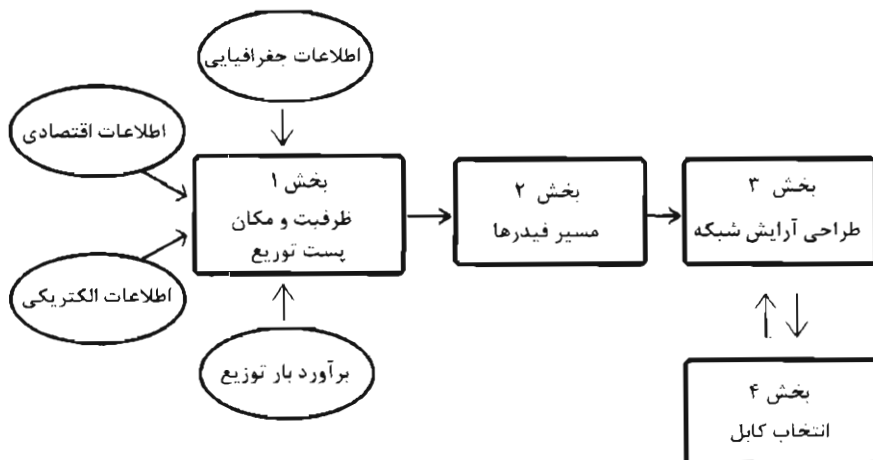 اطلاعات جغرافیایی
اطلاعات اقتصادی
اطلاعات الکتریکی
برآورد بار توزیع
بخش ۱
ظرفیت و مکان
پست توریع
بخش ۲
مسیر فیدرها
بخش ۳
طراحی آرایش شبکه
بخش ۴
انتخاب کابل